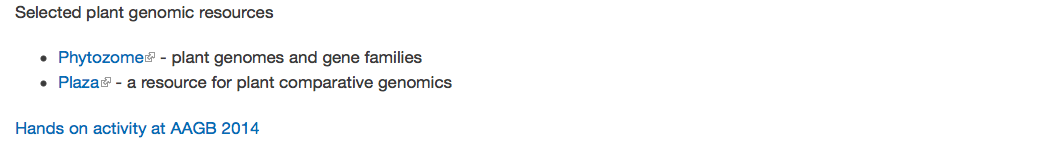 Selected plant genomic resources
• Phytozome - plant genomes and gene families
• Plaza - a resource for plant comparative genomics
Hands on activity at AAGB 2014